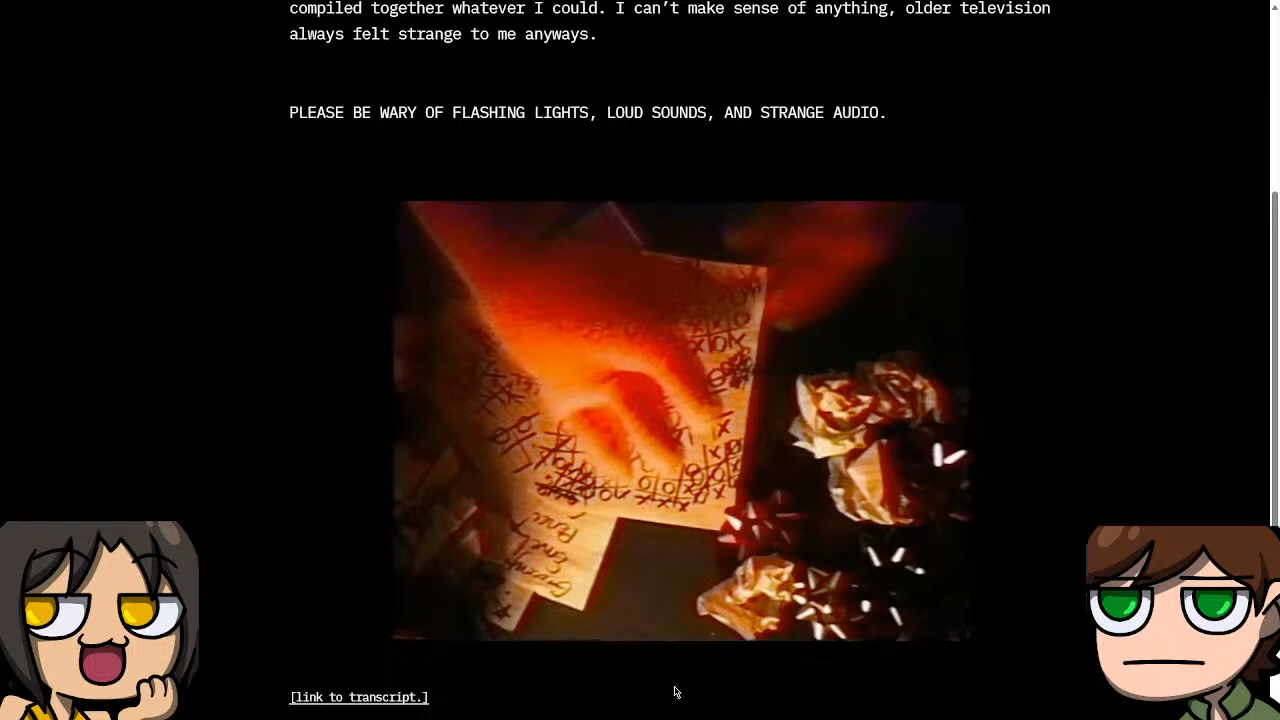 compiled together whatever I could. I can’t make sense of anything, older television
always felt strange to me anyways.
PLEASE BE WARY OF FLASHING LIGHTS, LOUD SOUNDS, AND STRANGE AUDIO.
[link to transcript.]